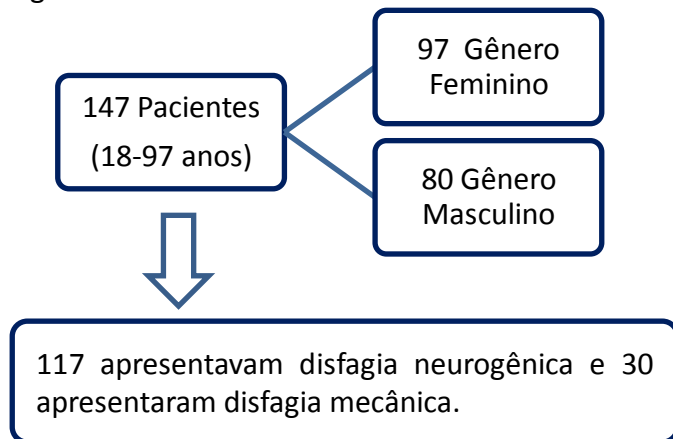 97 Gênero
Feminino
147 Pacientes
(18-97 anos)
80 Gênero
Masculino
117 apresentavam disfagia neurogênica e 30
apresentaram disfagia mecânica.